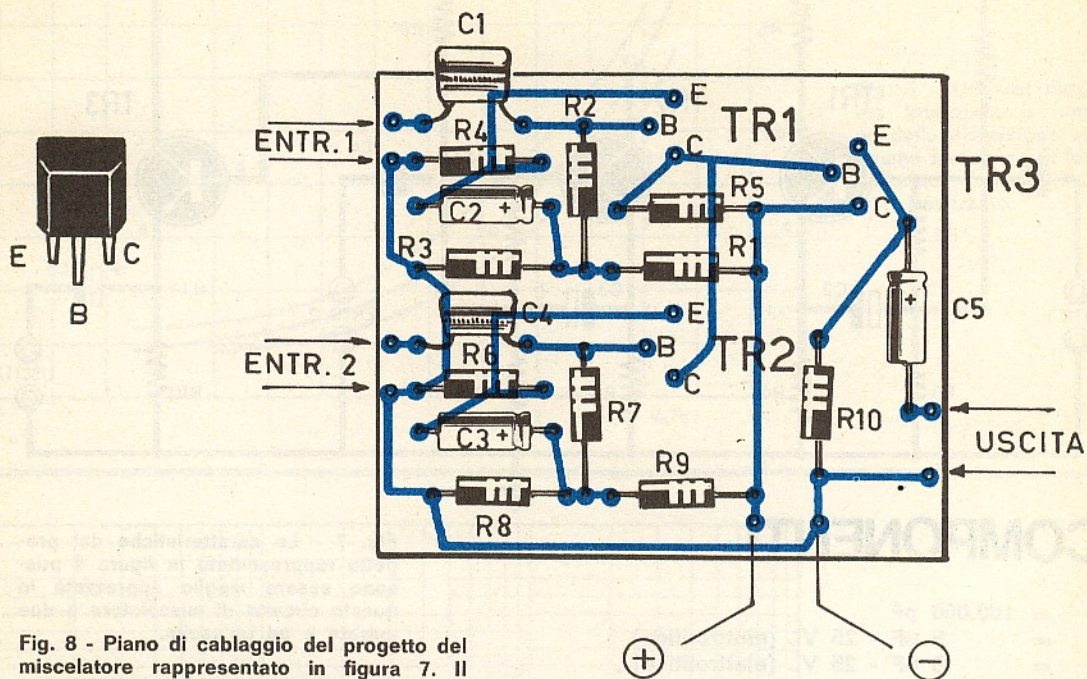 C1
E
R2
TR1
ENTR. 1
R4
B
C
E
TR3
B
C2
R5
C
E
C
B
R3
R1
C4
E
C5
ENTR. 2
R6
B
TR2
C
C3
R7
R10
USCITA
R9
R8
+
−
Fig. 8 - Piano di cablaggio del progetto del
miscelatore rappresentato in figura 7. Il